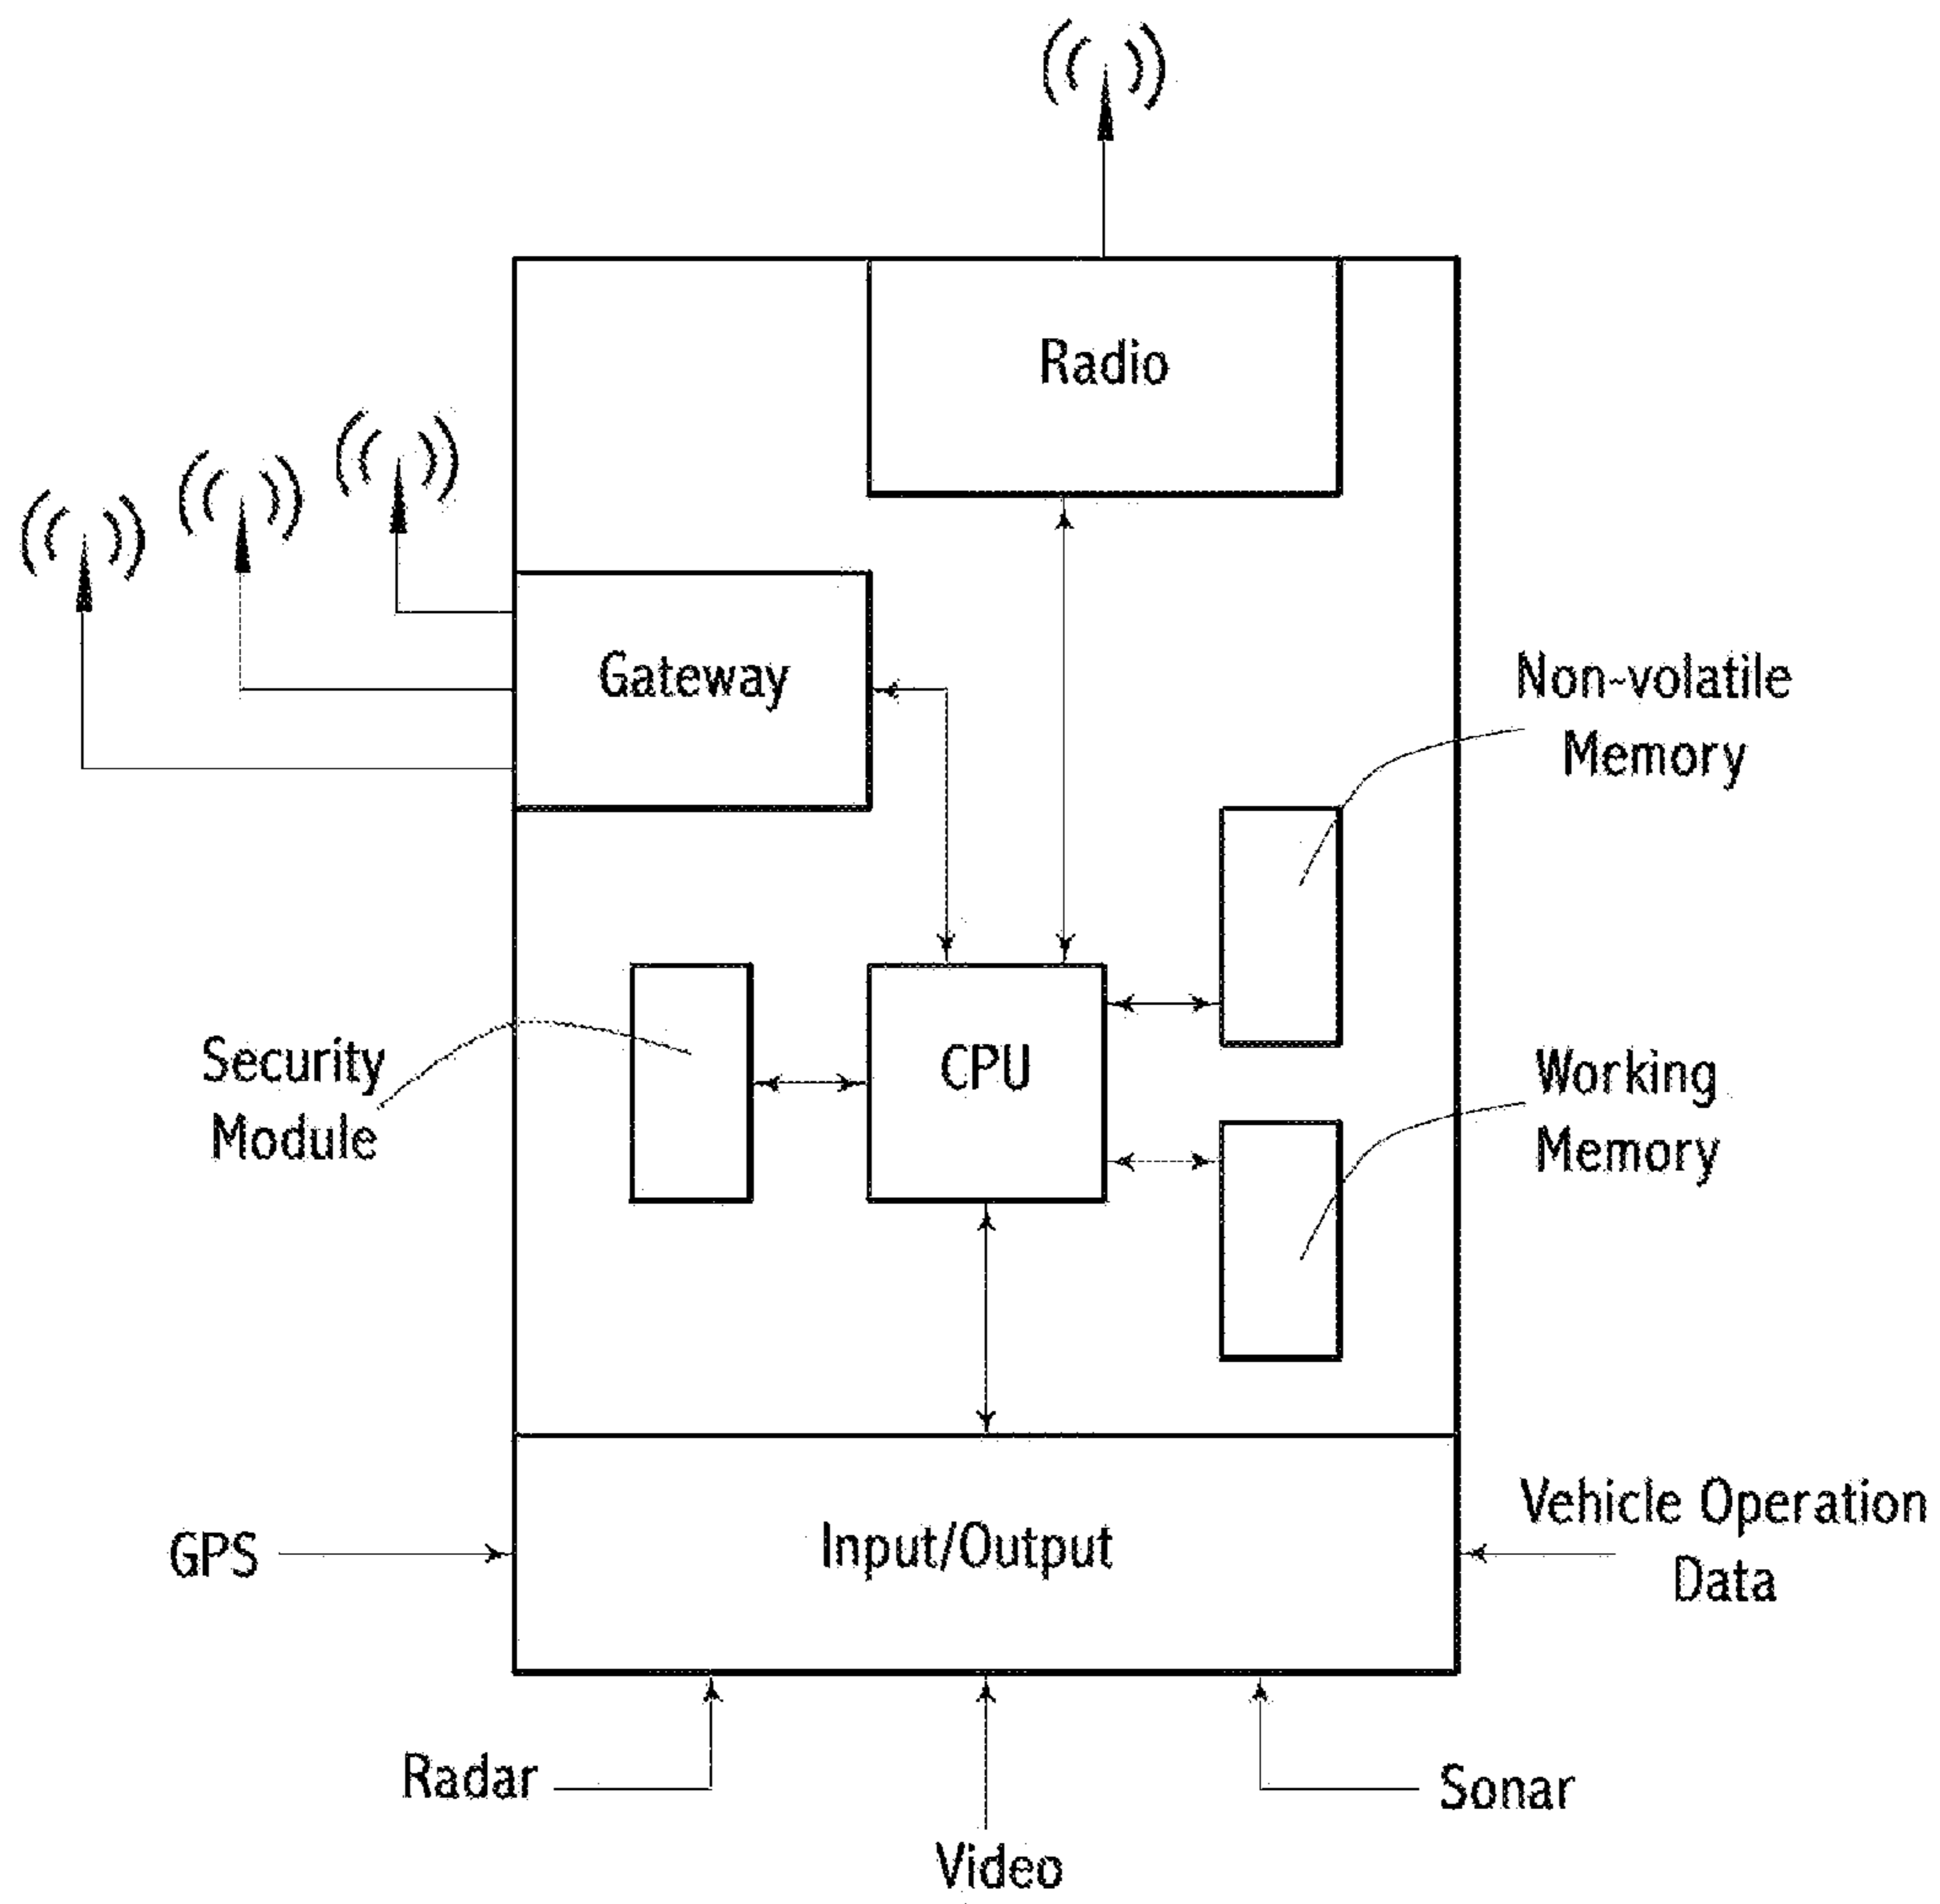 Radio
Gateway
Non-volatile
Memory
Security
Module
CPU
Working
Memory
GPS
Input/Output
Vehicle Operation
Data
Radar
Video
Sonar